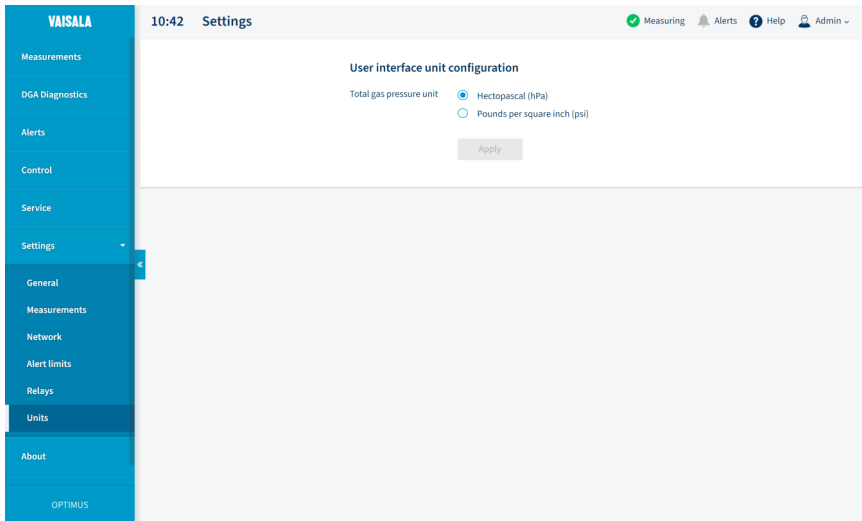 VAISALA
10:42 Settings
Measuring Alerts ? Help Admin
Measurements
DGA Diagnostics
Alerts
Control
Service
Settings
General
Measurements
Network
Alert limits
Relays
Units
About
OPTIMUS
«
User interface unit configuration
Total gas pressure unit
Hectopascal (hPa)
Pounds per square inch (psi)
Apply